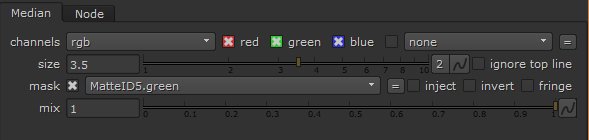 Median Node
channels rgb red green blue none =
size 3.5 1 2 3 4 5 6 7 8 10 2 ignore top line
mask MatteID5.green = inject invert fringe
mix 1 0 0.1 0.2 0.3 0.4 0.5 0.6 0.7 0.8 0.9 1